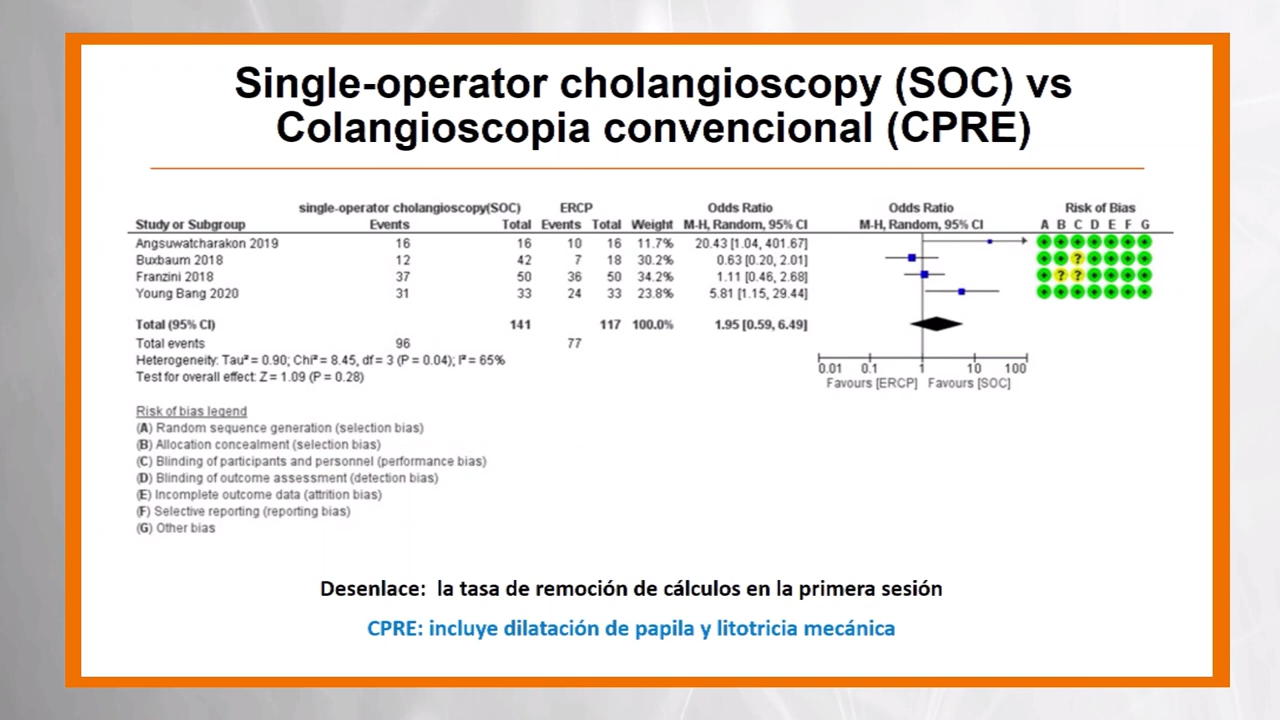 Single-operator cholangioscopy (SOC) vs
Colangioscopia convencional (CPRE)
single-operator cholangioscopy(SOC) ERCP Odds Ratio Odds Ratio Risk of Bias
Study or Subgroup Events Total Events Total Weight M-H, Random, 95% CI M-H, Random, 95% CI A B C D E F G
Angsuwatcharakon 2019 16 16 10 16 11.7% 20.43 [1.04, 401.67]
Buxbaum 2018 12 42 7 18 30.2% 0.63 [0.20, 2.01] ?
Franzini 2018 37 50 36 50 34.2% 1.11 [0.46, 2.68] ? ?
Young Bang 2020 31 33 24 33 23.8% 5.81 [1.15, 29.44]
Total (95% CI) 141 117 100.0% 1.95 [0.59, 6.49]
Total events 96 77
Heterogeneity: Tau² = 0.90; Chi² = 8.45, df = 3 (P = 0.04); I² = 65%
Test for overall effect: Z = 1.09 (P = 0.28)
0.01 0.1 1 10 100
Favours [ERCP] Favours [SOC]
Risk of bias legend
(A) Random sequence generation (selection bias)
(B) Allocation concealment (selection bias)
(C) Blinding of participants and personnel (performance bias)
(D) Blinding of outcome assessment (detection bias)
(E) Incomplete outcome data (attrition bias)
(F) Selective reporting (reporting bias)
(G) Other bias
Desenlace: la tasa de remoción de cálculos en la primera sesión
CPRE: incluye dilatación de papila y litotricia mecánica